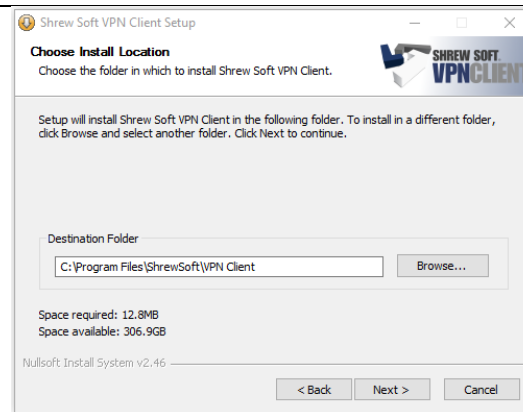 Shrew Soft VPN Client Setup
Choose Install Location
Choose the folder in which to install Shrew Soft VPN Client.
SHREW SOFT
VPNCLIENT
Setup will install Shrew Soft VPN Client in the following folder. To install in a different folder,
click Browse and select another folder. Click Next to continue.
Destination Folder
C:\Program Files\ShrewSoft\VPN Client
Browse...
Space required: 12.8MB
Space available: 306.9GB
Nullsoft Install System v2.46
< Back
Next >
Cancel